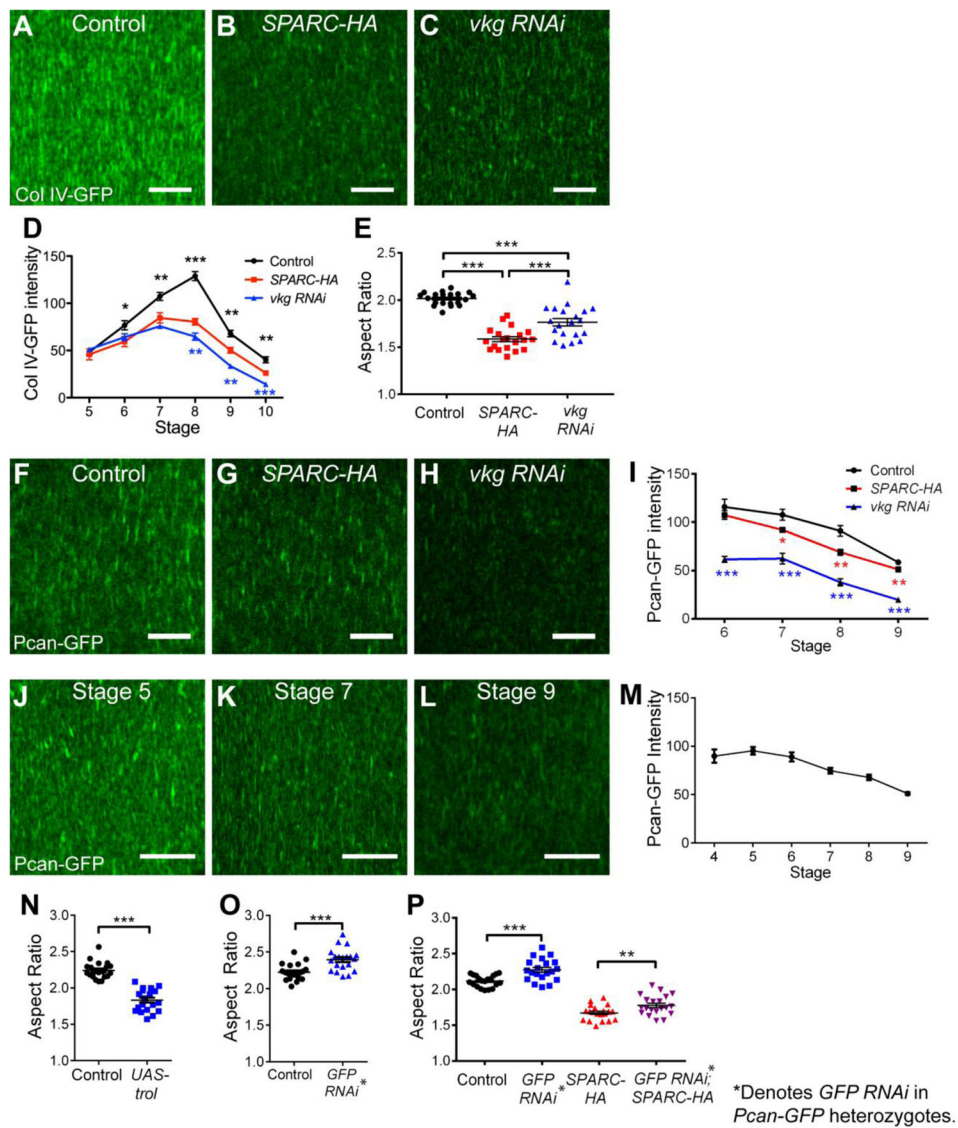 A Control
B SPARC-HA
C vkg RNAi
Col IV-GFP
D
Col IV-GFP intensity
150
100
50
0
5 6 7 8 9 10
Stage
Control
SPARC-HA
vkg RNAi
*
**
***
**
**
**
**
***
E
Aspect Ratio
2.5
2.0
1.5
1.0
***
*** ***
Control SPARC-HA vkg RNAi
F Control
G SPARC-HA
H vkg RNAi
Pcan-GFP
I
Pcan-GFP intensity
150
100
50
0
6 7 8 9
Stage
Control
SPARC-HA
vkg RNAi
*
**
**
***
***
***
***
J Stage 5
K Stage 7
L Stage 9
Pcan-GFP
M
Pcan-GFP Intensity
150
100
50
0
4 5 6 7 8 9
Stage
N
Aspect Ratio
3.0
2.5
2.0
1.5
1.0
***
Control UAS-trol
O
Aspect Ratio
3.0
2.5
2.0
1.5
1.0
***
Control GFP RNAi*
P
Aspect Ratio
3.0
2.5
2.0
1.5
1.0
***
**
Control GFP RNAi* SPARC-HA GFP RNAi;* SPARC-HA
*Denotes GFP RNAi in
Pcan-GFP heterozygotes.